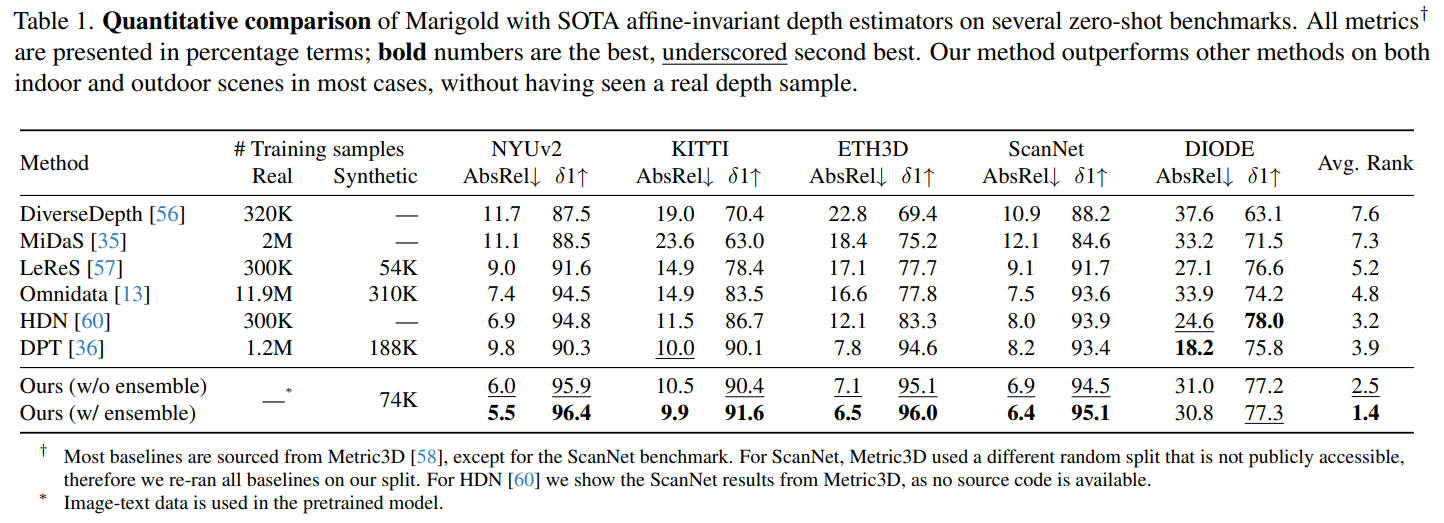 Table 1. Quantitative comparison of Marigold with SOTA affine-invariant depth estimators on several zero-shot benchmarks. All metrics†
are presented in percentage terms; bold numbers are the best, underscored second best. Our method outperforms other methods on both
indoor and outdoor scenes in most cases, without having seen a real depth sample.
Method # Training samples NYUv2 KITTI ETH3D ScanNet DIODE Avg. Rank
Real Synthetic AbsRel↓ δ1↑ AbsRel↓ δ1↑ AbsRel↓ δ1↑ AbsRel↓ δ1↑ AbsRel↓ δ1↑
DiverseDepth [56] 320K — 11.7 87.5 19.0 70.4 22.8 69.4 10.9 88.2 37.6 63.1 7.6
MiDaS [35] 2M — 11.1 88.5 23.6 63.0 18.4 75.2 12.1 84.6 33.2 71.5 7.3
LeReS [57] 300K 54K 9.0 91.6 14.9 78.4 17.1 77.7 9.1 91.7 27.1 76.6 5.2
Omnidata [13] 11.9M 310K 7.4 94.5 14.9 83.5 16.6 77.8 7.5 93.6 33.9 74.2 4.8
HDN [60] 300K — 6.9 94.8 11.5 86.7 12.1 83.3 8.0 93.9 24.6 78.0 3.2
DPT [36] 1.2M 188K 9.8 90.3 10.0 90.1 7.8 94.6 8.2 93.4 18.2 75.8 3.9
Ours (w/o ensemble) —* 74K 6.0 95.9 10.5 90.4 7.1 95.1 6.9 94.5 31.0 77.2 2.5
Ours (w/ ensemble) 5.5 96.4 9.9 91.6 6.5 96.0 6.4 95.1 30.8 77.3 1.4
† Most baselines are sourced from Metric3D [58], except for the ScanNet benchmark. For ScanNet, Metric3D used a different random split that is not publicly accessible,
therefore we re-ran all baselines on our split. For HDN [60] we show the ScanNet results from Metric3D, as no source code is available.
* Image-text data is used in the pretrained model.